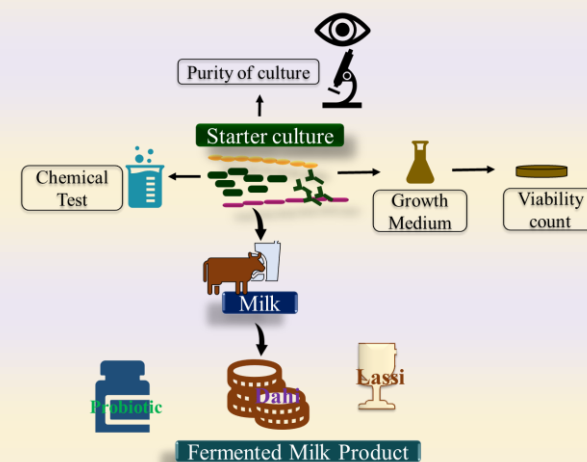 Purity of culture
Starter culture
Chemical
Test
Growth
Medium
Viability
count
Milk
Probiotic
Dahi
Lassi
Fermented Milk Product